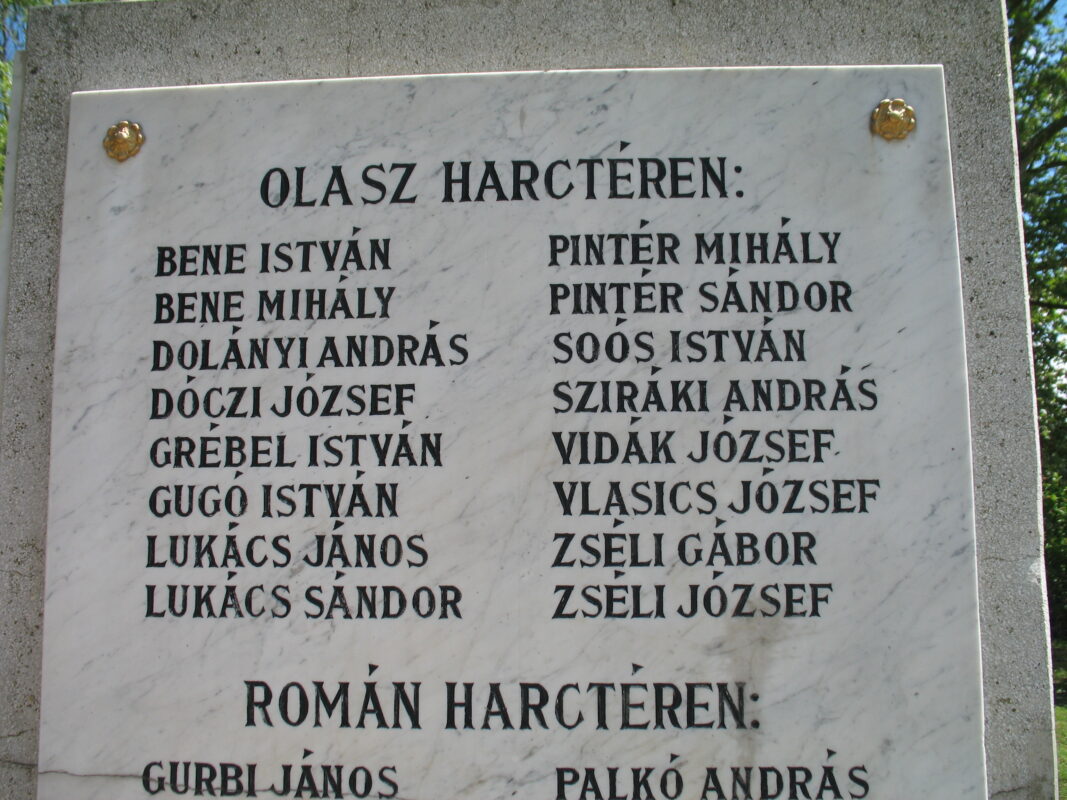 OLASZ HARCTÉREN:
BENE ISTVÁN
BENE MIHÁLY
DOLÁNYI ANDRÁS
DÓCZI JÓZSEF
GRÉBEL ISTVÁN
GUGÓ ISTVÁN
LUKÁCS JÁNOS
LUKÁCS SÁNDOR
PINTÉR MIHÁLY
PINTÉR SÁNDOR
SOÓS ISTVÁN
SZIRÁKI ANDRÁS
VIDÁK JÓZSEF
VLASICS JÓZSEF
ZSÉLI GÁBOR
ZSÉLI JÓZSEF
ROMÁN HARCTÉREN:
GURBI JÁNOS
PALKÓ ANDRÁS